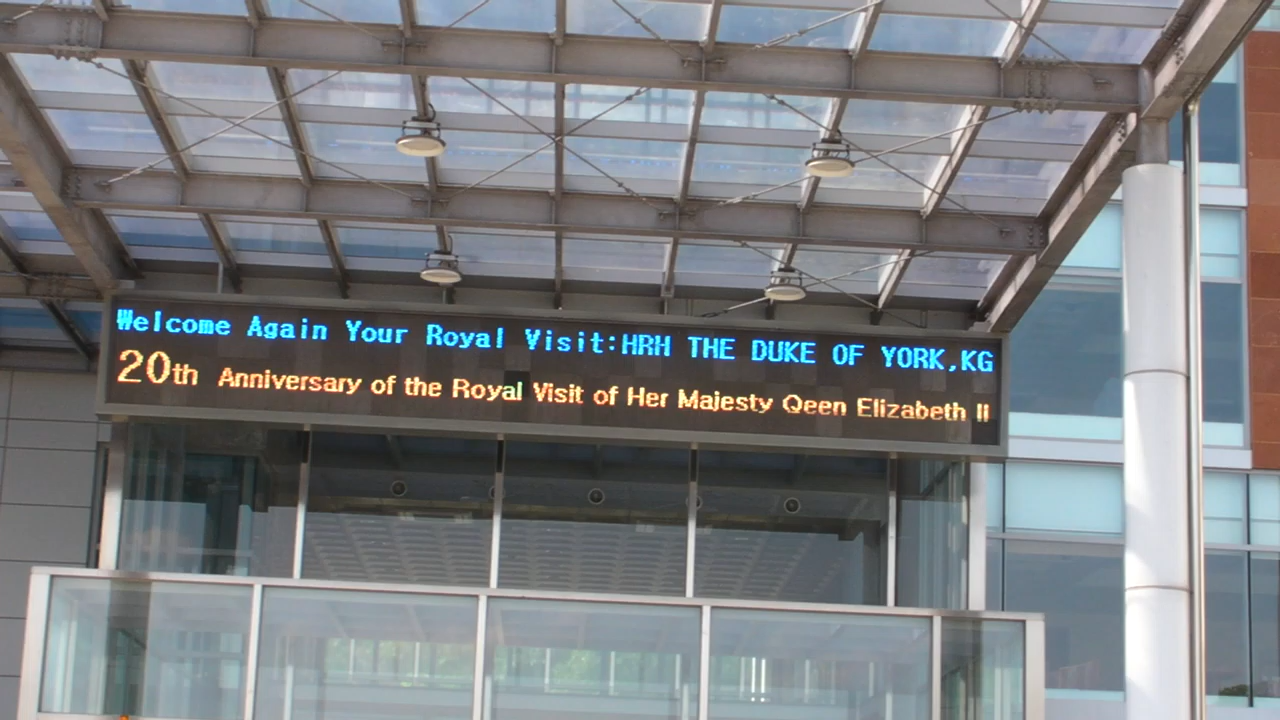 Welcome Again Your Royal Visit:HRH THE DUKE OF YORK,KG
20th Anniversary of the Royal Visit of Her Majesty Qeen Elizabeth II